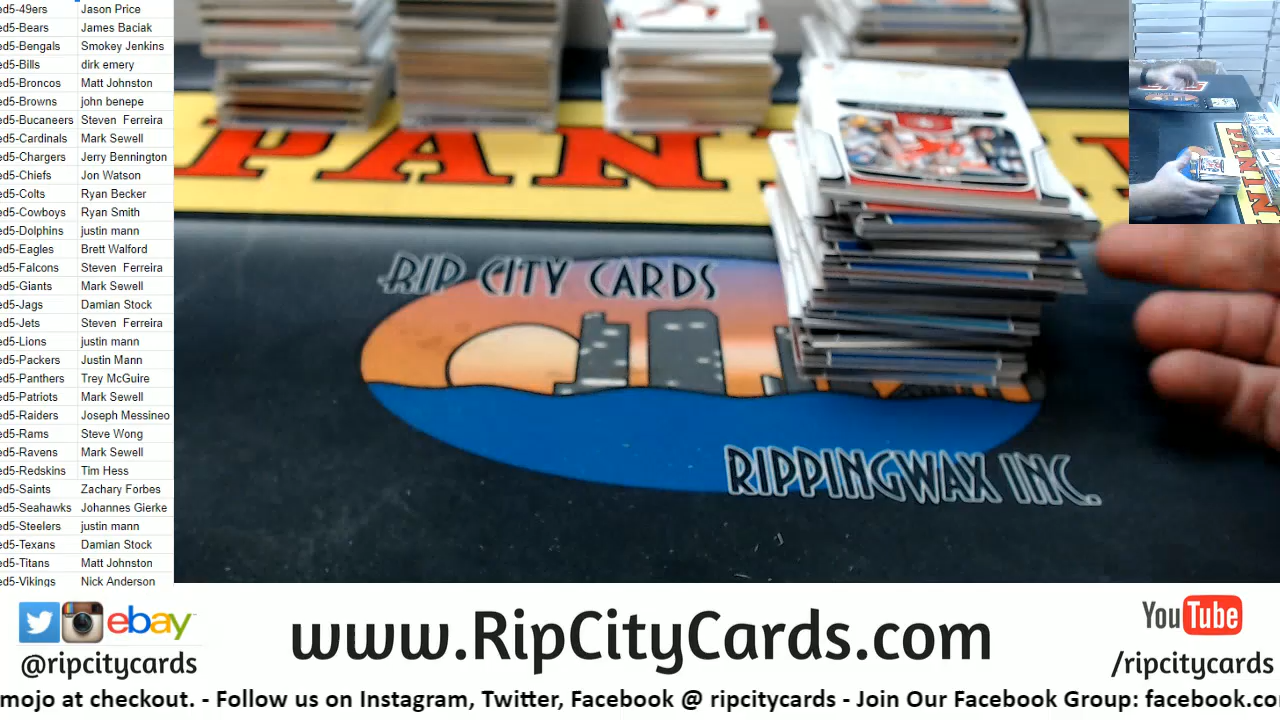 ed5-49ers Jason Price
ed5-Bears James Baciak
ed5-Bengals Smokey Jenkins
ed5-Bills dirk emery
ed5-Broncos Matt Johnston
ed5-Browns john benepe
ed5-Bucaneers Steven Ferreira
ed5-Cardinals Mark Sewell
ed5-Chargers Jerry Bennington
ed5-Chiefs Jon Watson
ed5-Colts Ryan Becker
ed5-Cowboys Ryan Smith
ed5-Dolphins justin mann
ed5-Eagles Brett Walford
ed5-Falcons Steven Ferreira
ed5-Giants Mark Sewell
ed5-Jags Damian Stock
ed5-Jets Steven Ferreira
ed5-Lions justin mann
ed5-Packers Justin Mann
ed5-Panthers Trey McGuire
ed5-Patriots Mark Sewell
ed5-Raiders Joseph Messineo
ed5-Rams Steve Wong
ed5-Ravens Mark Sewell
ed5-Redskins Tim Hess
ed5-Saints Zachary Forbes
ed5-Seahawks Johannes Gierke
ed5-Steelers justin mann
ed5-Texans Damian Stock
ed5-Titans Matt Johnston
ed5-Vikings Nick Anderson
PANINI
RIP CITY CARDS
RIPPINGWAX INC.
PANINI
ebay
@ripcitycards
www.RipCityCards.com
YouTube
/ripcitycards
mojo at checkout. - Follow us on Instagram, Twitter, Facebook @ ripcitycards - Join Our Facebook Group: facebook.co